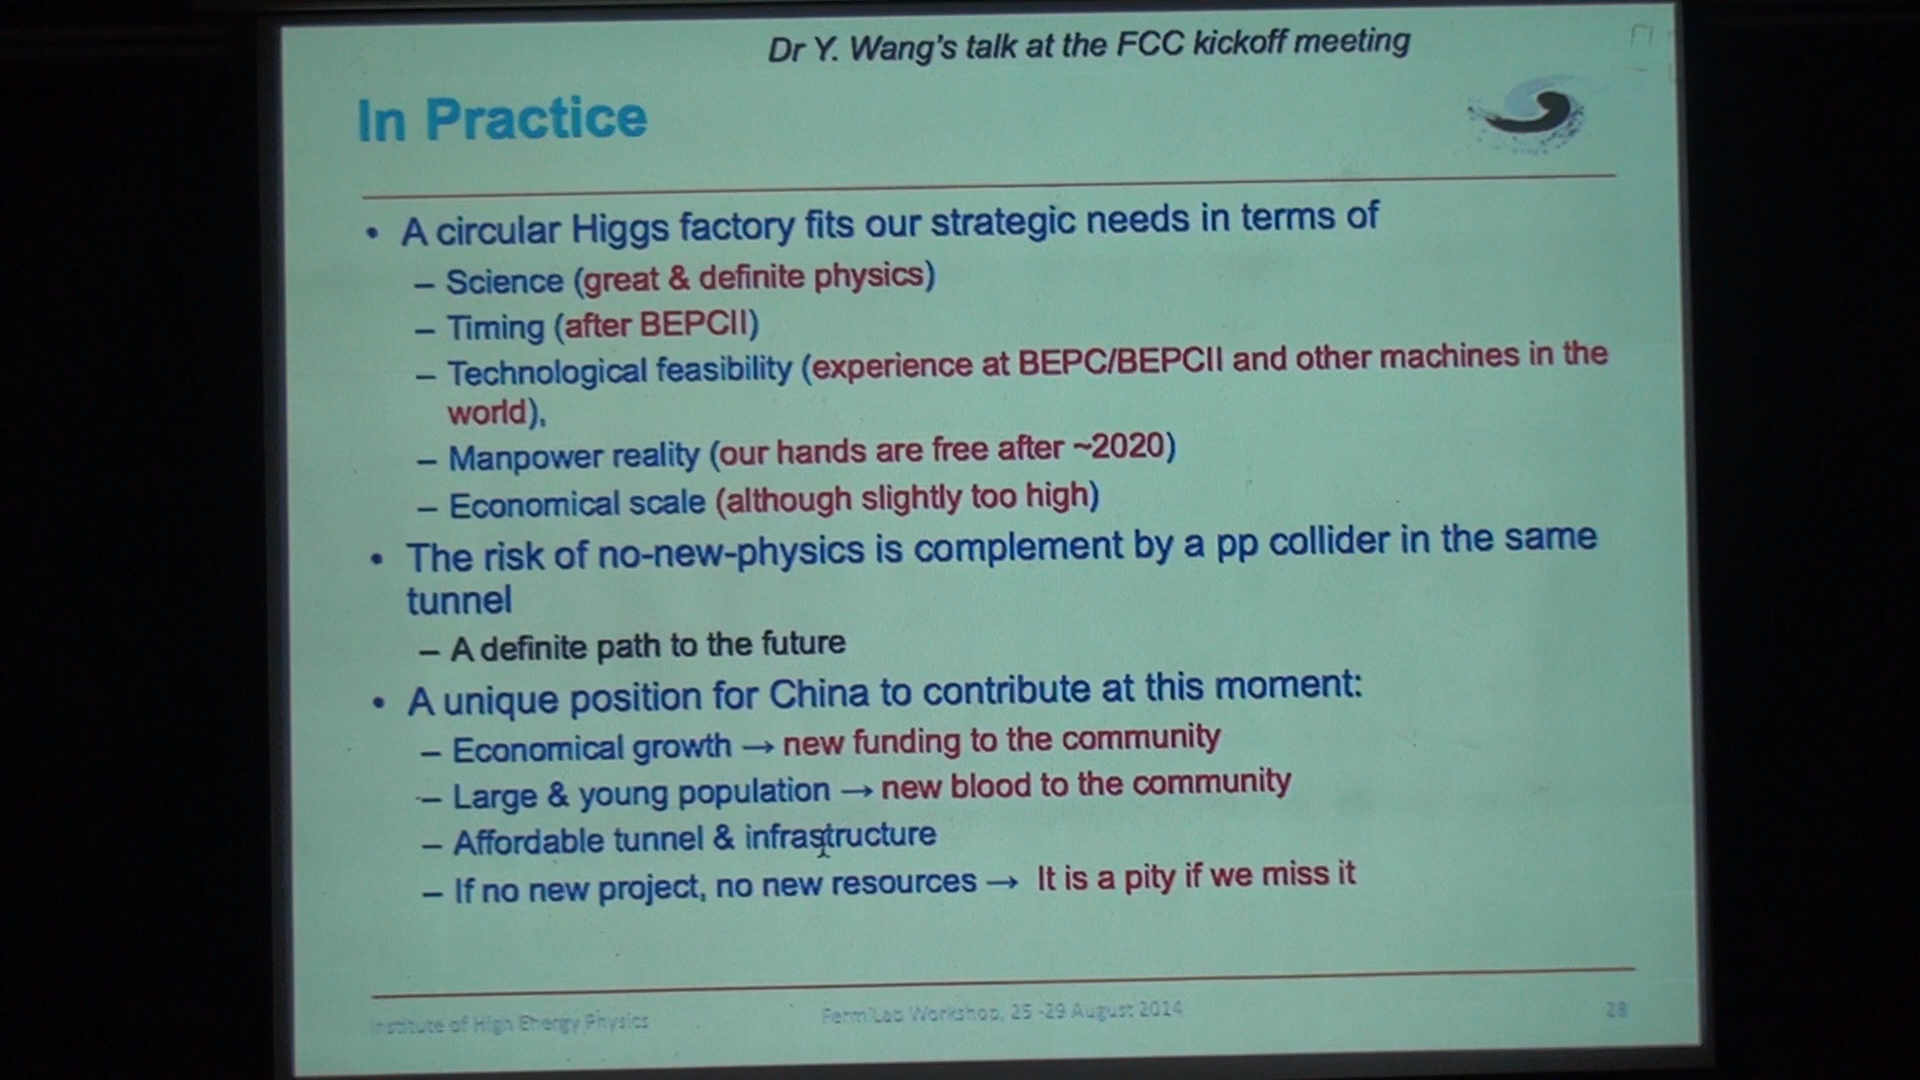 Dr Y. Wang's talk at the FCC kickoff meeting
In Practice
• A circular Higgs factory fits our strategic needs in terms of
– Science (great & definite physics)
– Timing (after BEPCII)
– Technological feasibility (experience at BEPC/BEPCII and other machines in the
world),
– Manpower reality (our hands are free after ~2020)
– Economical scale (although slightly too high)
• The risk of no-new-physics is complement by a pp collider in the same
tunnel
– A definite path to the future
• A unique position for China to contribute at this moment:
– Economical growth → new funding to the community
– Large & young population → new blood to the community
– Affordable tunnel & infrastructure
– If no new project, no new resources → It is a pity if we miss it
Institute of High Energy Physics
FermiLab Workshop, 25 -29 August 2014
28